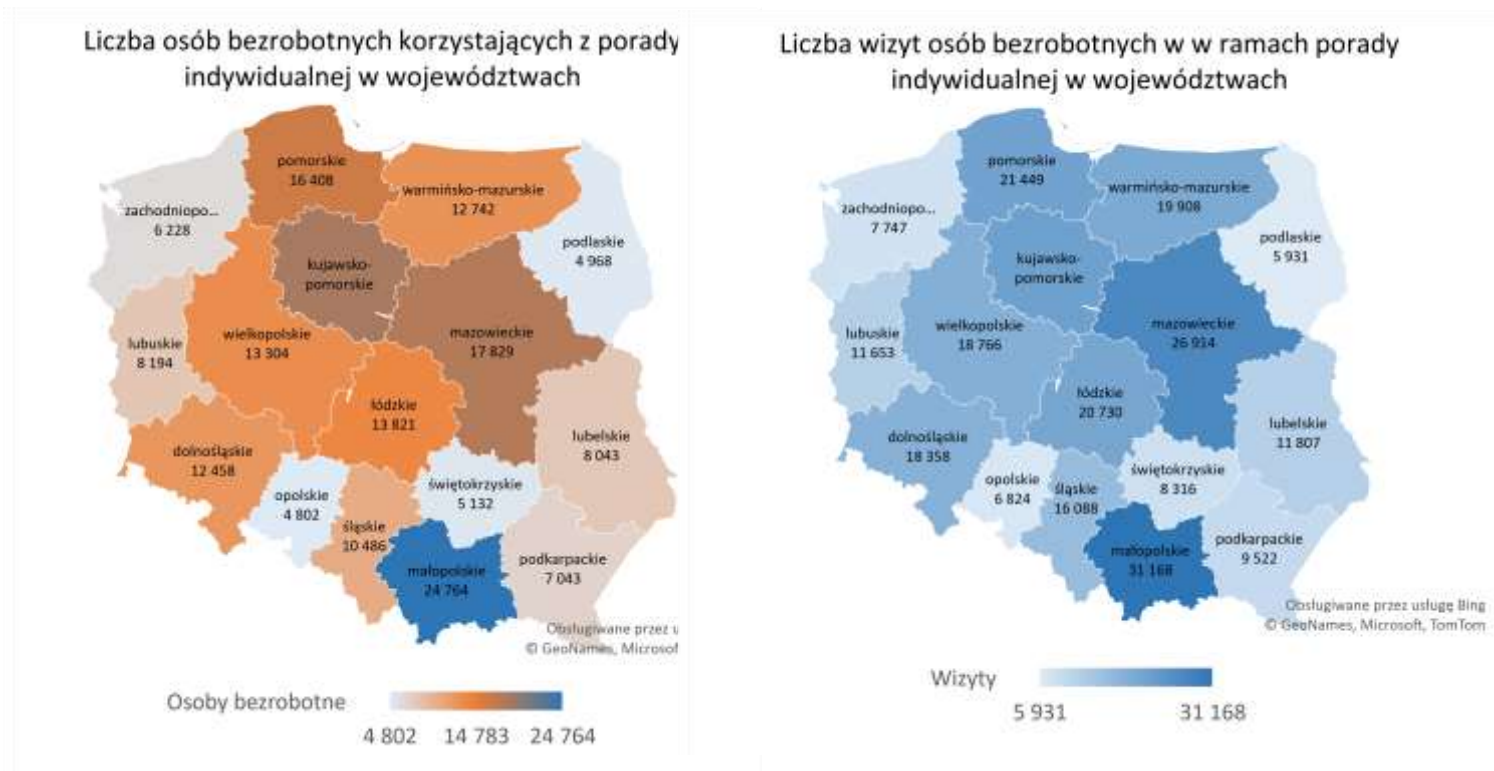 Liczba osób bezrobotnych korzystających z porady
indywidualnej w województwach
pomorskie
16 408
warmińsko-mazurskie
12 742
zachodniopo...
6 228
podlaskie
4 968
kujawsko-
pomorskie
wielkopolskie
13 304
mazowieckie
17 829
lubuskie
8 194
łódzkie
13 821
lubelskie
8 043
dolnośląskie
12 458
opolskie
4 802
świętokrzyskie
5 132
śląskie
10 486
małopolskie
24 764
podkarpackie
7 043
Obsługiwane przez u
© GeoNames, Microsof
Osoby bezrobotne
4 802 14 783 24 764
Liczba wizyt osób bezrobotnych w w ramach porady
indywidualnej w województwach
pomorskie
21 449
warmińsko-mazurskie
19 908
zachodniopo...
7 747
podlaskie
5 931
kujawsko-
pomorskie
wielkopolskie
18 766
mazowieckie
26 914
lubuskie
11 653
łódzkie
20 730
lubelskie
11 807
dolnośląskie
18 358
opolskie
6 824
świętokrzyskie
8 316
śląskie
16 088
małopolskie
31 168
podkarpackie
9 522
Obsługiwane przez usługę Bing
© GeoNames, Microsoft, TomTom
Wizyty
5 931 31 168